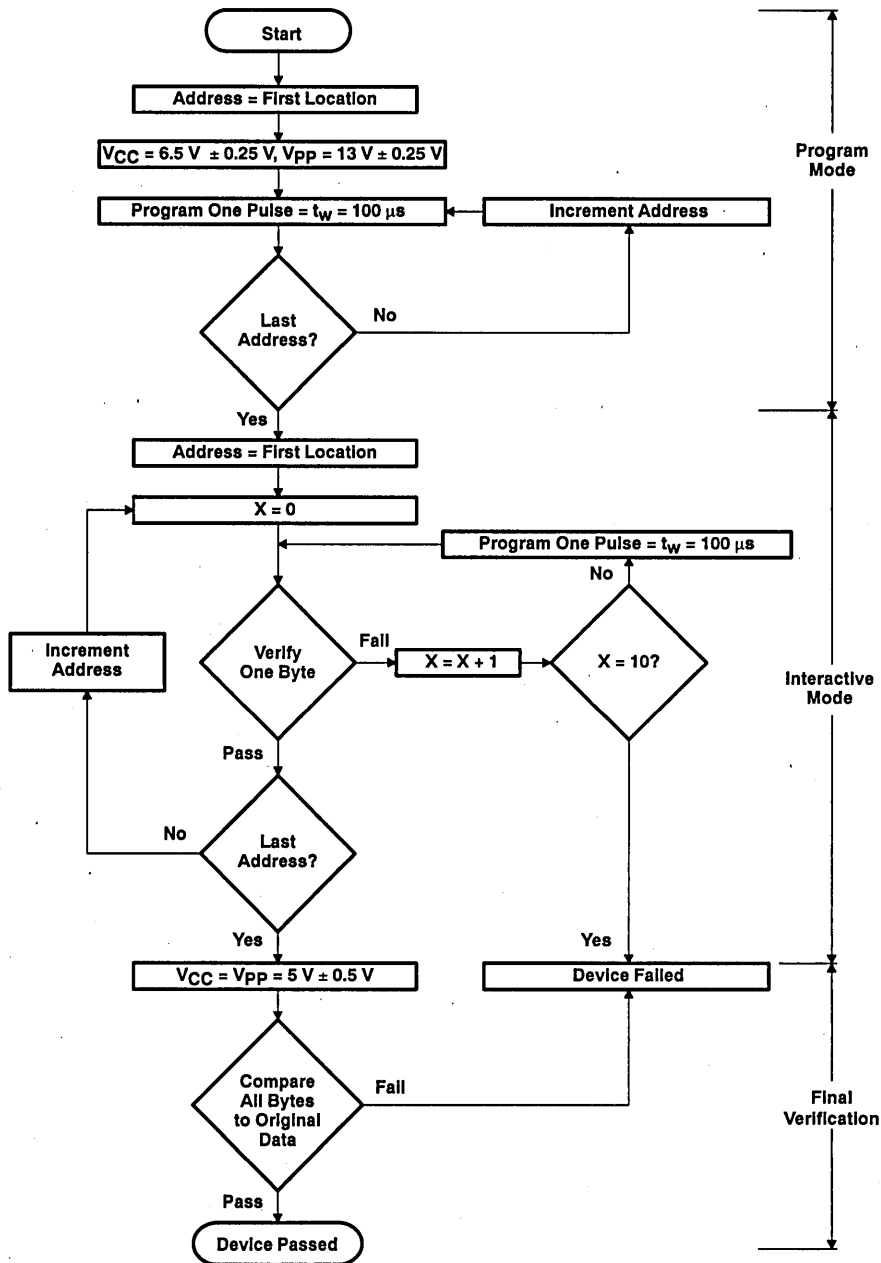 Start
Address = First Location
VCC = 6.5 V ± 0.25 V, VPP = 13 V ± 0.25 V
Program
Mode
Program One Pulse = tw = 100 μs
Increment Address
Last
Address?
No
Yes
Address = First Location
X = 0
Program One Pulse = tw = 100 μs
No
Increment
Address
Verify
One Byte
Fail
X = X + 1
X = 10?
Interactive
Mode
Pass
No
Last
Address?
Yes
Yes
VCC = VPP = 5 V ± 0.5 V
Device Failed
Compare
All Bytes
to Original
Data
Fail
Final
Verification
Pass
Device Passed